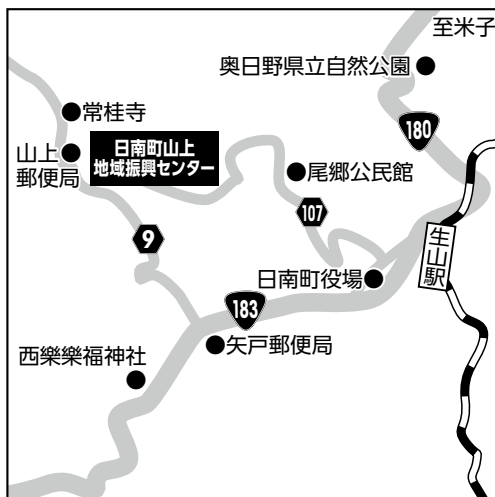 至米子
奥日野県立自然公園
180
常桂寺
山上
郵便局
日南町山上
地域振興センター
尾郷公民館
107
9
生山駅
日南町役場
183
矢戸郵便局
西樂樂福神社